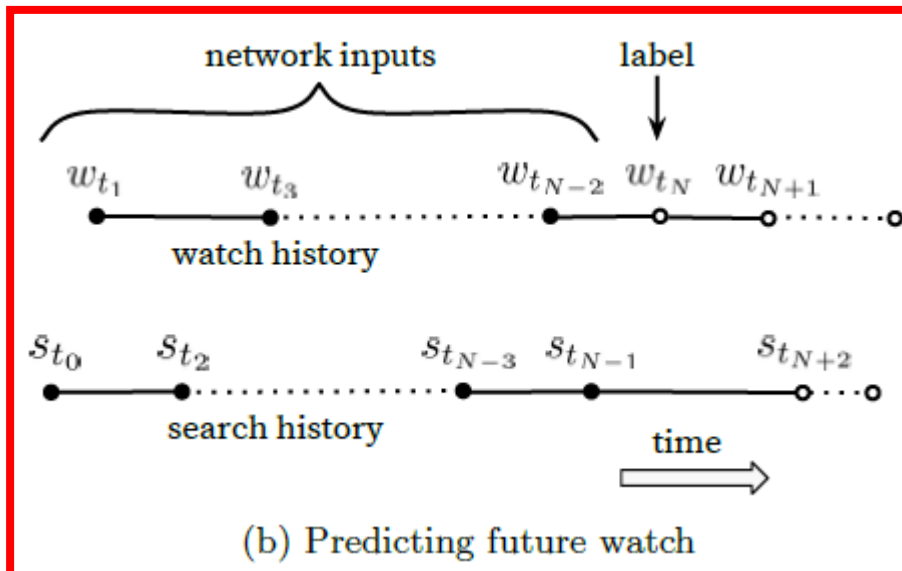 network inputs label
w_{t_1} w_{t_3} w_{t_{N-2}} w_{t_N} w_{t_{N+1}}
watch history
s_{t_0} s_{t_2} s_{t_{N-3}} s_{t_{N-1}} s_{t_{N+2}}
search history
time
(b) Predicting future watch